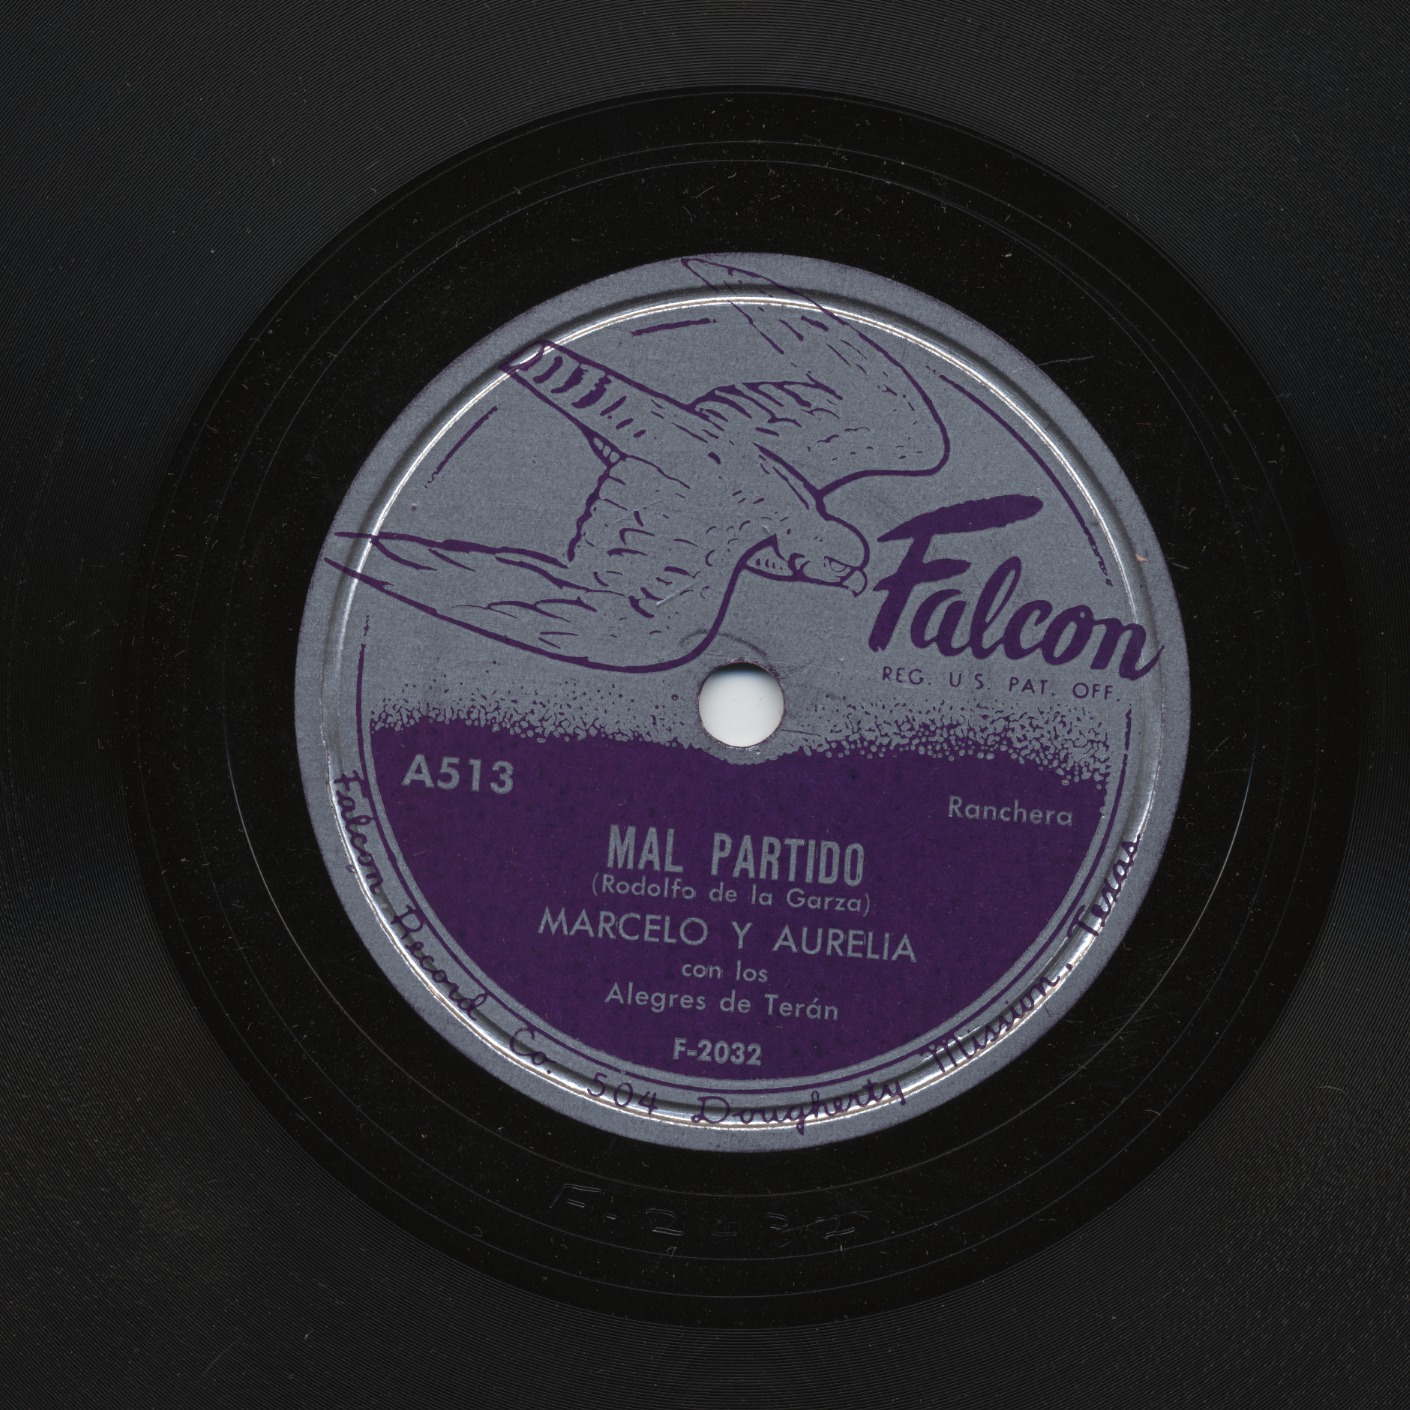 Falcon
REG. U S. PAT. OFF.
A513
Ranchera
MAL PARTIDO
(Rodolfo de la Garza)
MARCELO Y AURELIA
con los
Alegres de Terán
F-2032
Falcon Record Co. 504 Dougherty Mission, Texas
F-2032